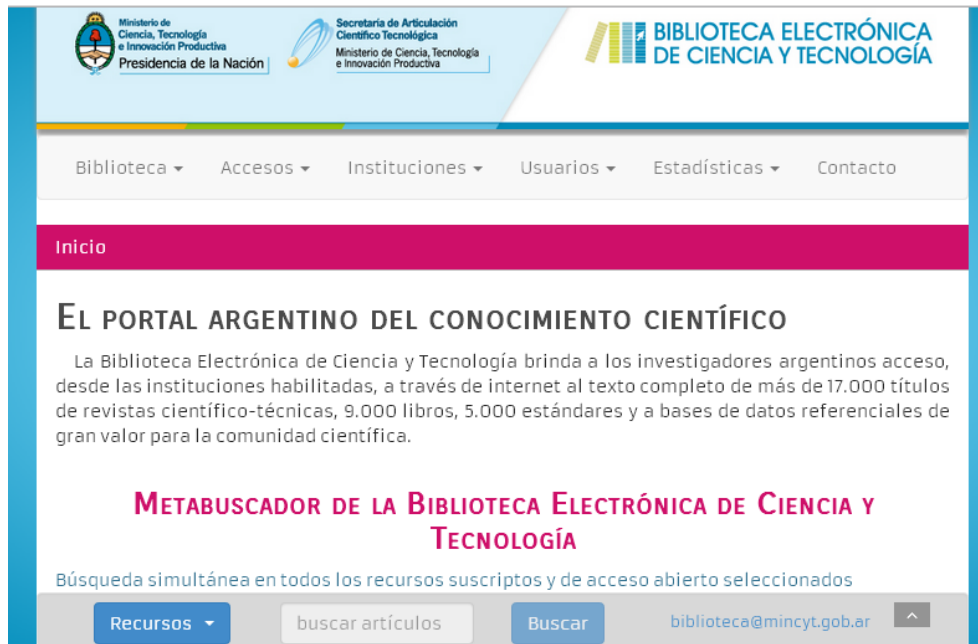 Ministerio de
Ciencia, Tecnología
e Innovación Productiva
Presidencia de la Nación
Secretaría de Articulación
Científico Tecnológica
Ministerio de Ciencia, Tecnología
e Innovación Productiva
BIBLIOTECA ELECTRÓNICA
DE CIENCIA Y TECNOLOGÍA
Biblioteca Accesos Instituciones Usuarios Estadísticas Contacto
Inicio
EL PORTAL ARGENTINO DEL CONOCIMIENTO CIENTÍFICO
La Biblioteca Electrónica de Ciencia y Tecnología brinda a los investigadores argentinos acceso,
desde las instituciones habilitadas, a través de internet al texto completo de más de 17.000 títulos
de revistas científico-técnicas, 9.000 libros, 5.000 estándares y a bases de datos referenciales de
gran valor para la comunidad científica.
METABUSCADOR DE LA BIBLIOTECA ELECTRÓNICA DE CIENCIA Y
TECNOLOGÍA
Búsqueda simultánea en todos los recursos suscriptos y de acceso abierto seleccionados
Recursos buscar artículos Buscar biblioteca@mincyt.gob.ar